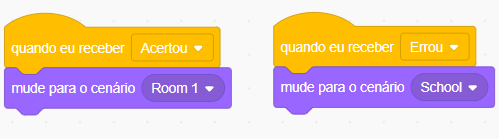 quando eu receber Acertou
mude para o cenário Room 1
quando eu receber Errou
mude para o cenário School